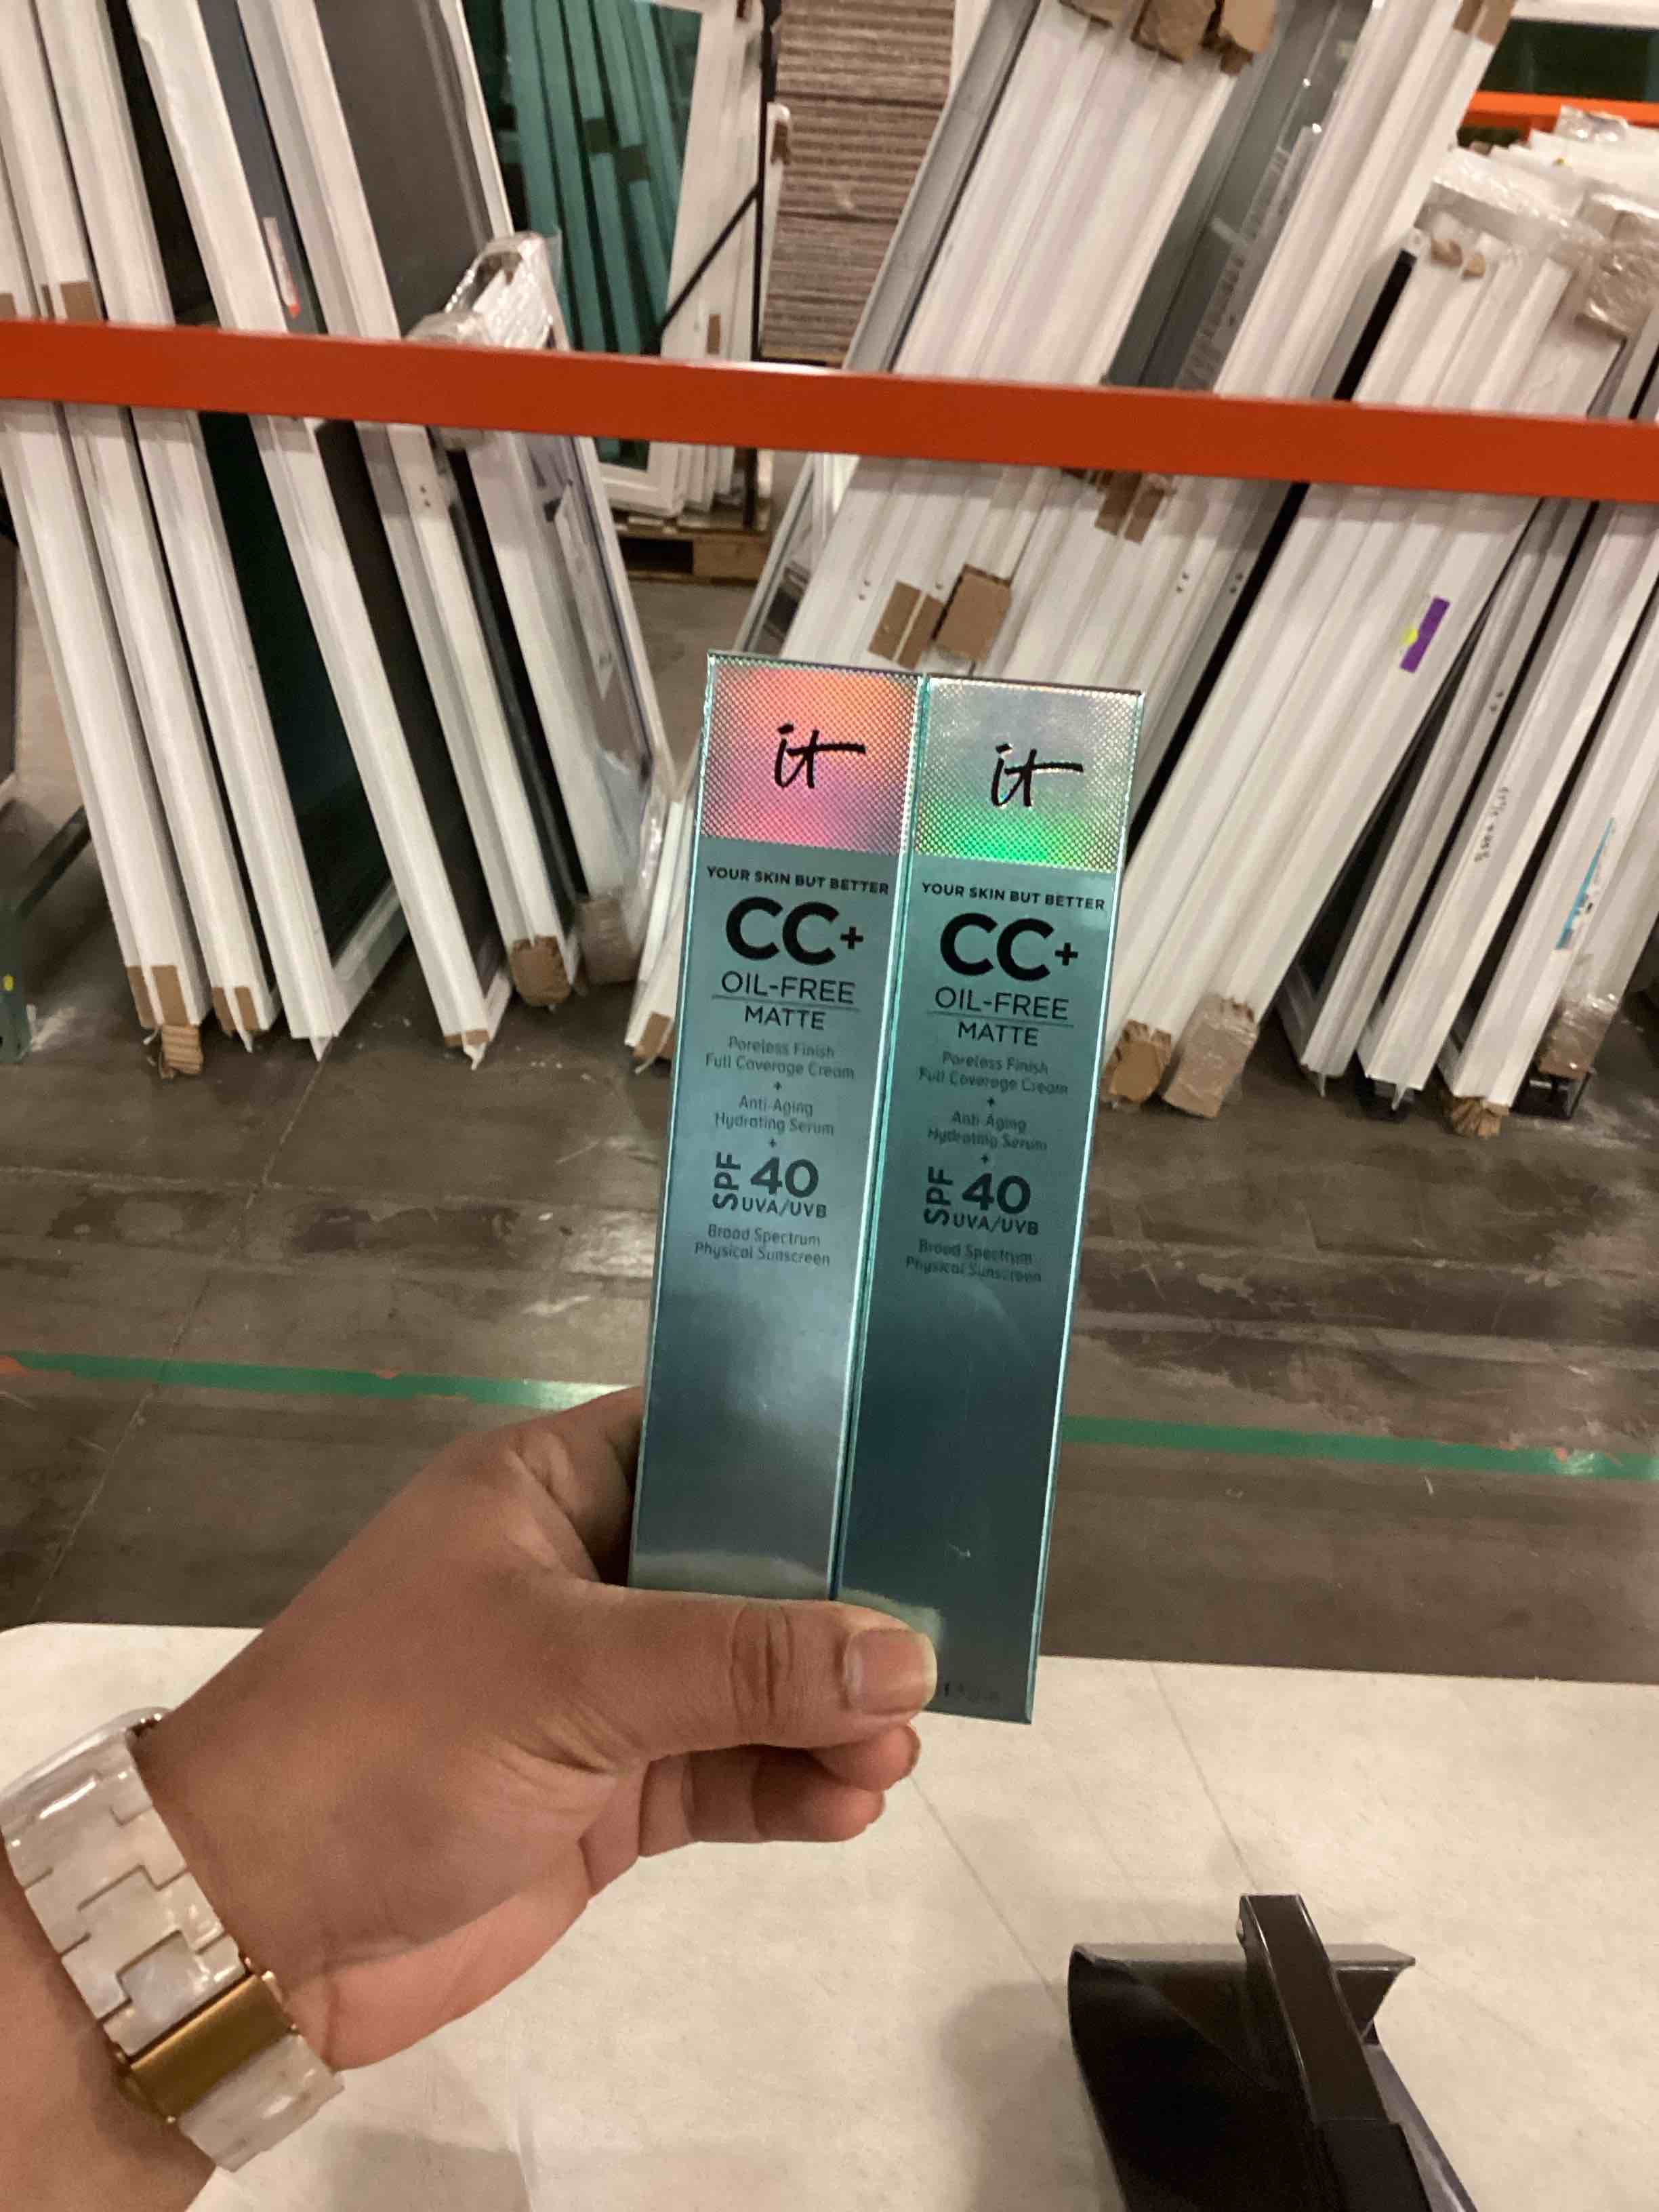 it
YOUR SKIN BUT BETTER
CC+
OIL-FREE
MATTE
Poreless Finish
Full Coverage Cream
+
Anti-Aging
Hydrating Serum
+
SPF 40
UVA/UVB
Broad Spectrum
Physical Sunscreen
it
YOUR SKIN BUT BETTER
CC+
OIL-FREE
MATTE
Poreless Finish
Full Coverage Cream
+
Anti-Aging
Hydrating Serum
+
SPF 40
UVA/UVB
Broad Spectrum
Physical Sunscreen